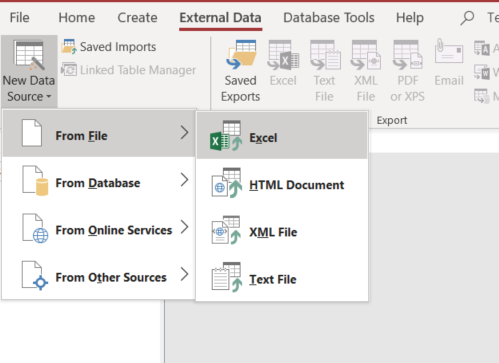 File Home Create External Data Database Tools Help
New Data Source
Saved Imports
Linked Table Manager
Saved Exports
Excel
Text File
XML File
PDF or XPS
Email
Export
From File
From Database
From Online Services
From Other Sources
Excel
HTML Document
XML File
Text File